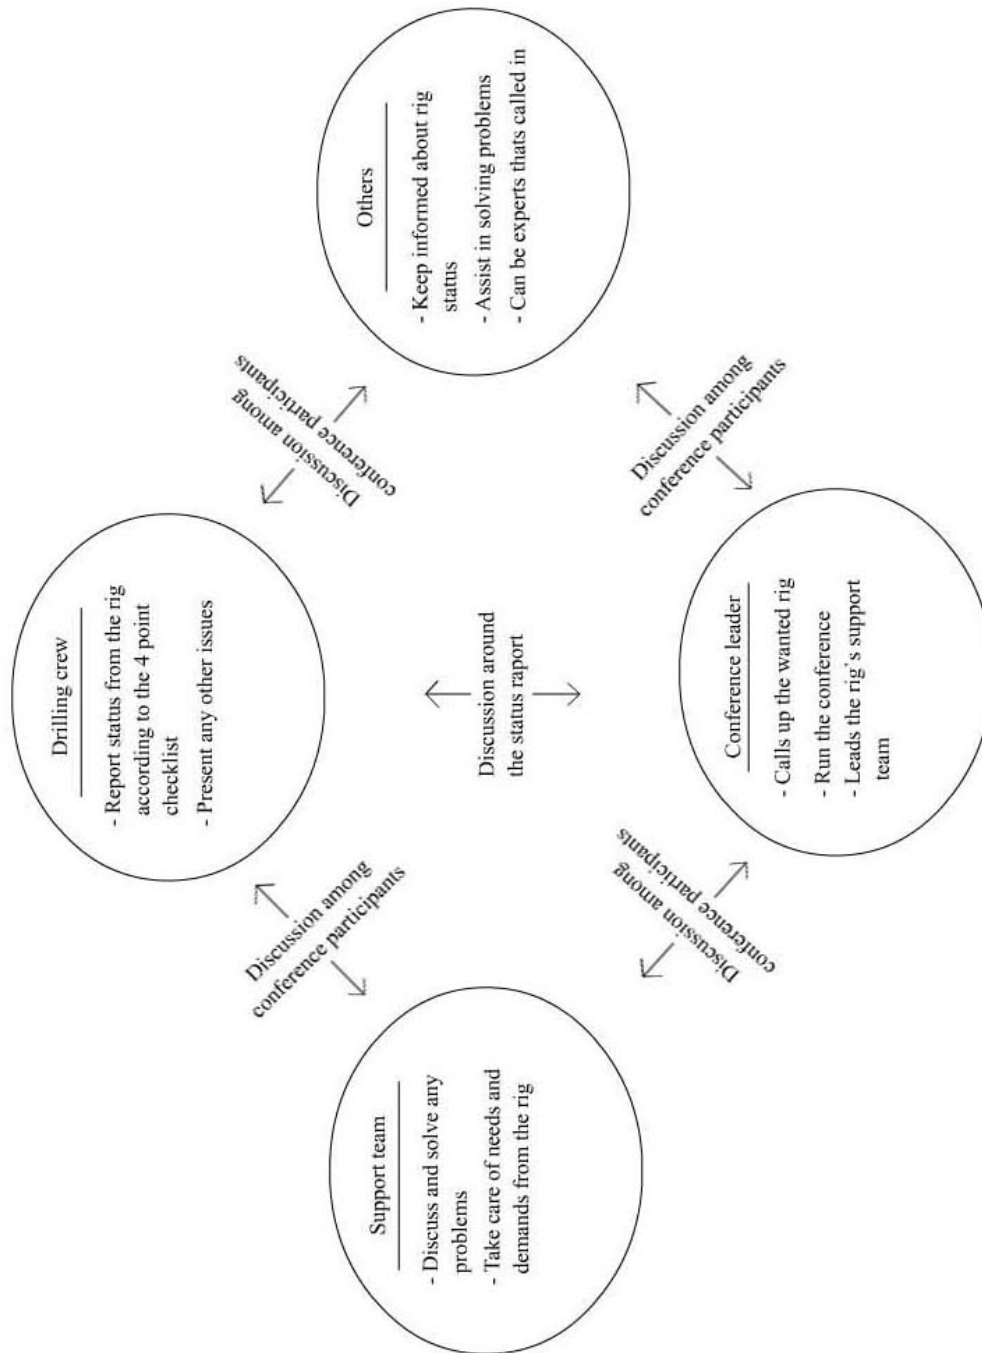 Drilling crew
- Report status from the rig
according to the 4 point
checklist
- Present any other issues
Discussion among
conference participants
Discussion among
conference participants
Support team
- Discuss and solve any
problems
- Take care of needs and
demands from the rig
Discussion around
the status raport
Others
- Keep informed about rig
status
- Assist in solving problems
- Can be experts thats called in
Discussion among
conference participants
Discussion among
conference participants
Conference leader
- Calls up the wanted rig
- Run the conference
- Leads the rig`s support
team